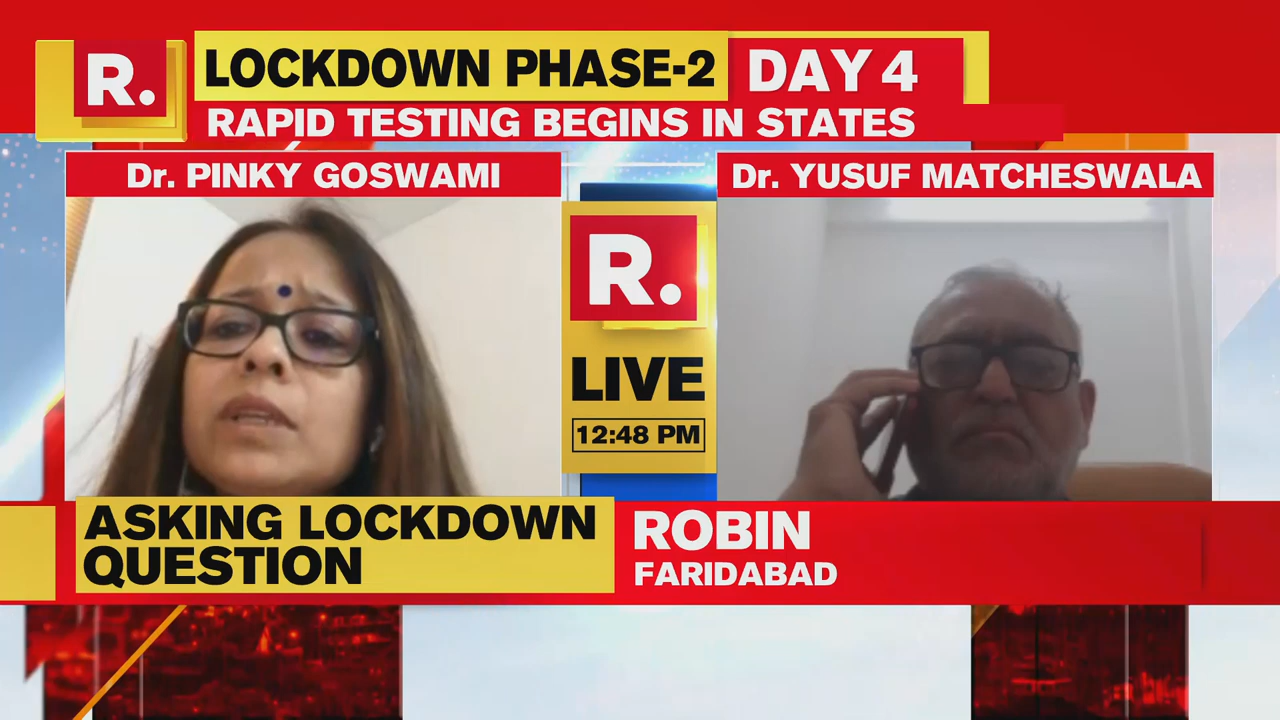 R.
LOCKDOWN PHASE-2
DAY 4
RAPID TESTING BEGINS IN STATES
Dr. PINKY GOSWAMI
Dr. YUSUF MATCHESWALA
R.
LIVE
12:48 PM
ASKING LOCKDOWN
QUESTION
ROBIN
FARIDABAD